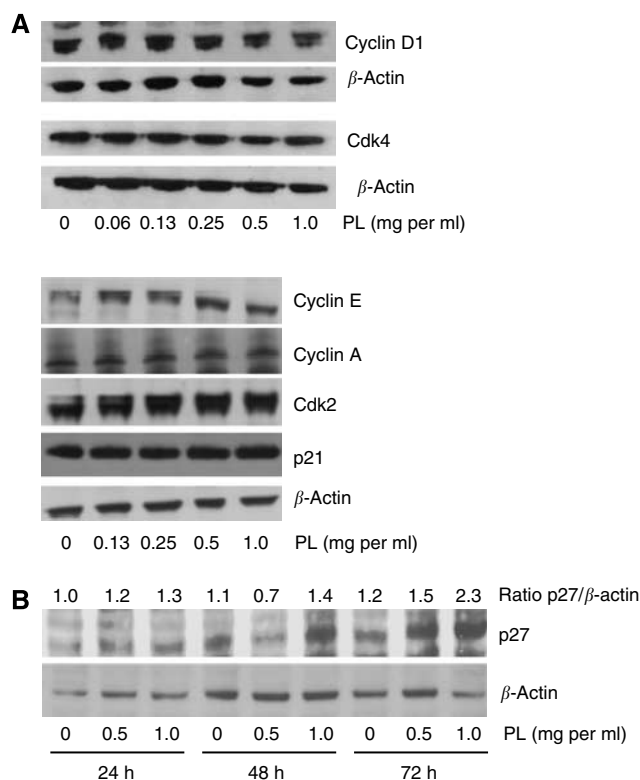 A
Cyclin D1
β-Actin
Cdk4
β-Actin
0 0.06 0.13 0.25 0.5 1.0 PL (mg per ml)
Cyclin E
Cyclin A
Cdk2
p21
β-Actin
0 0.13 0.25 0.5 1.0 PL (mg per ml)
B
1.0 1.2 1.3 1.1 0.7 1.4 1.2 1.5 2.3 Ratio p27/β-actin
p27
β-Actin
0 0.5 1.0 0 0.5 1.0 0 0.5 1.0 PL (mg per ml)
24 h 48 h 72 h